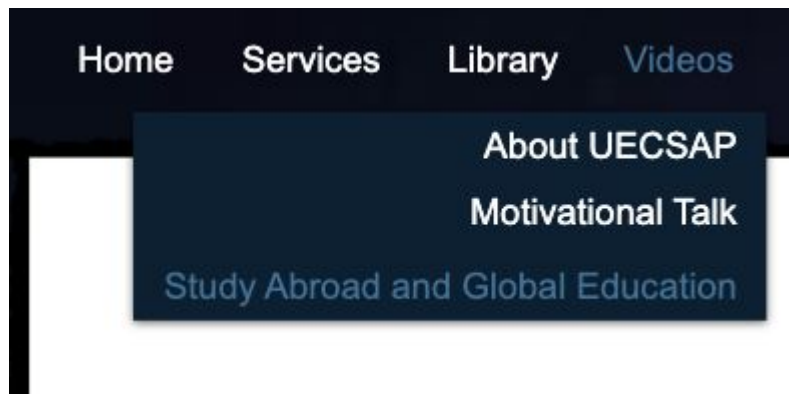 Home Services Library Videos
About UECSAP
Motivational Talk
Study Abroad and Global Education